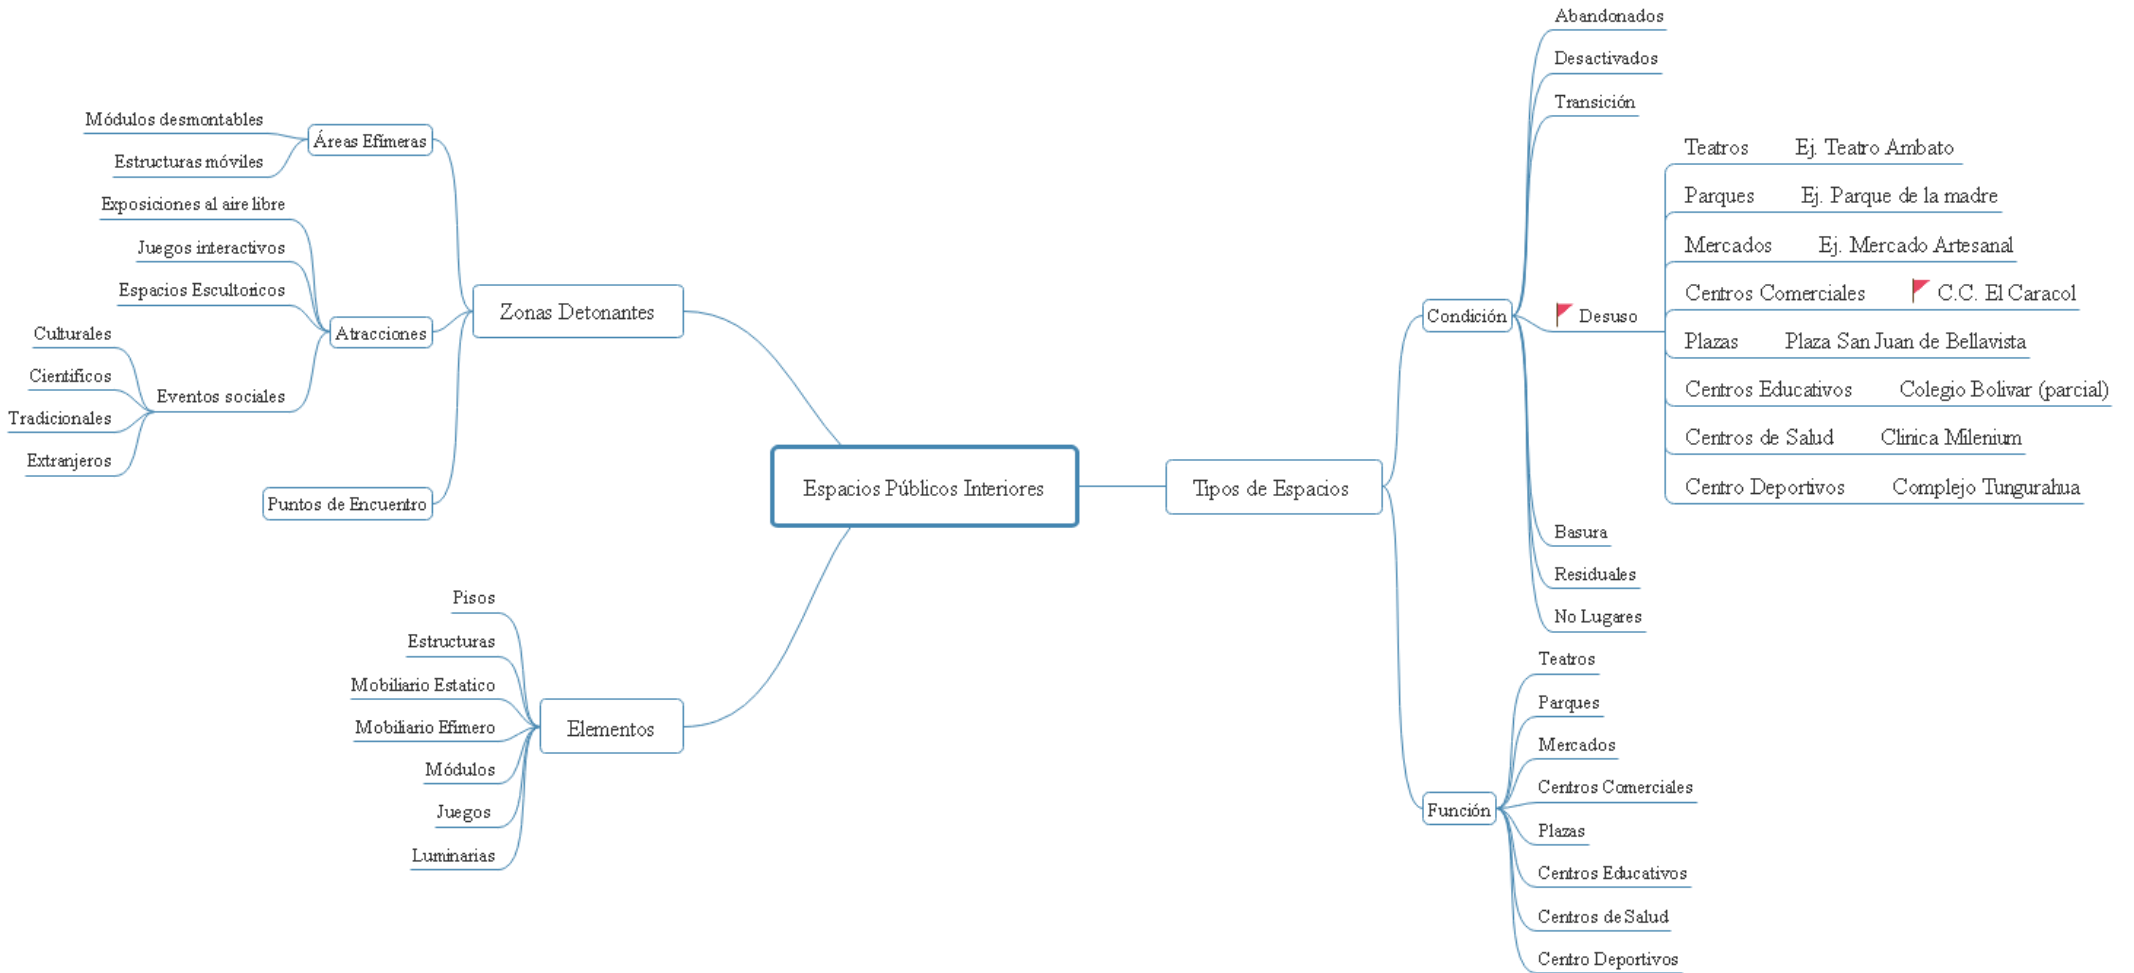 Espacios Públicos Interiores
Zonas Detonantes
Áreas Efímeras
Módulos desmontables
Estructuras móviles
Atracciones
Exposiciones al aire libre
Juegos interactivos
Espacios Escultoricos
Eventos sociales
Culturales
Cientificos
Tradicionales
Extranjeros
Puntos de Encuentro
Elementos
Pisos
Estructuras
Mobiliario Estatico
Mobiliario Efimero
Módulos
Juegos
Luminarias
Tipos de Espacios
Condición
Abandonados
Desactivados
Transición
Desuso
Teatros Ej. Teatro Ambato
Parques Ej. Parque de la madre
Mercados Ej. Mercado Artesanal
Centros Comerciales C.C. El Caracol
Plazas Plaza San Juan de Bellavista
Centros Educativos Colegio Bolivar (parcial)
Centros de Salud Clinica Milenium
Centro Deportivos Complejo Tungurahua
Basura
Residuales
No Lugares
Función
Teatros
Parques
Mercados
Centros Comerciales
Plazas
Centros Educativos
Centros de Salud
Centro Deportivos